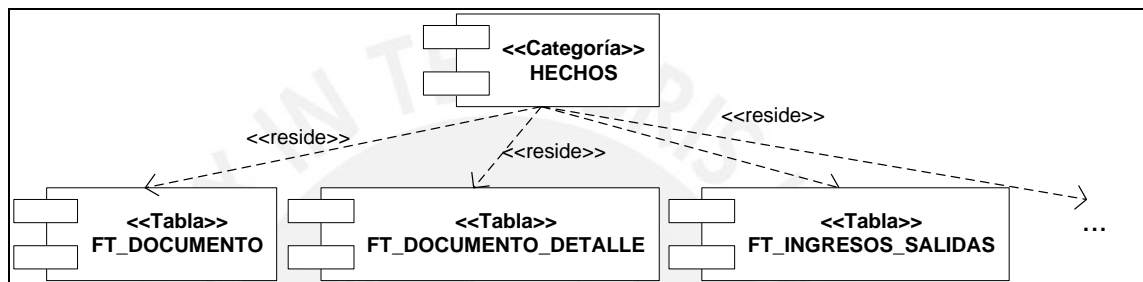 <<Categoría>>
HECHOS
<<reside>>
<<reside>>
<<reside>>
<<Tabla>>
FT_DOCUMENTO
<<Tabla>>
FT_DOCUMENTO_DETALLE
<<Tabla>>
FT_INGRESOS_SALIDAS
...